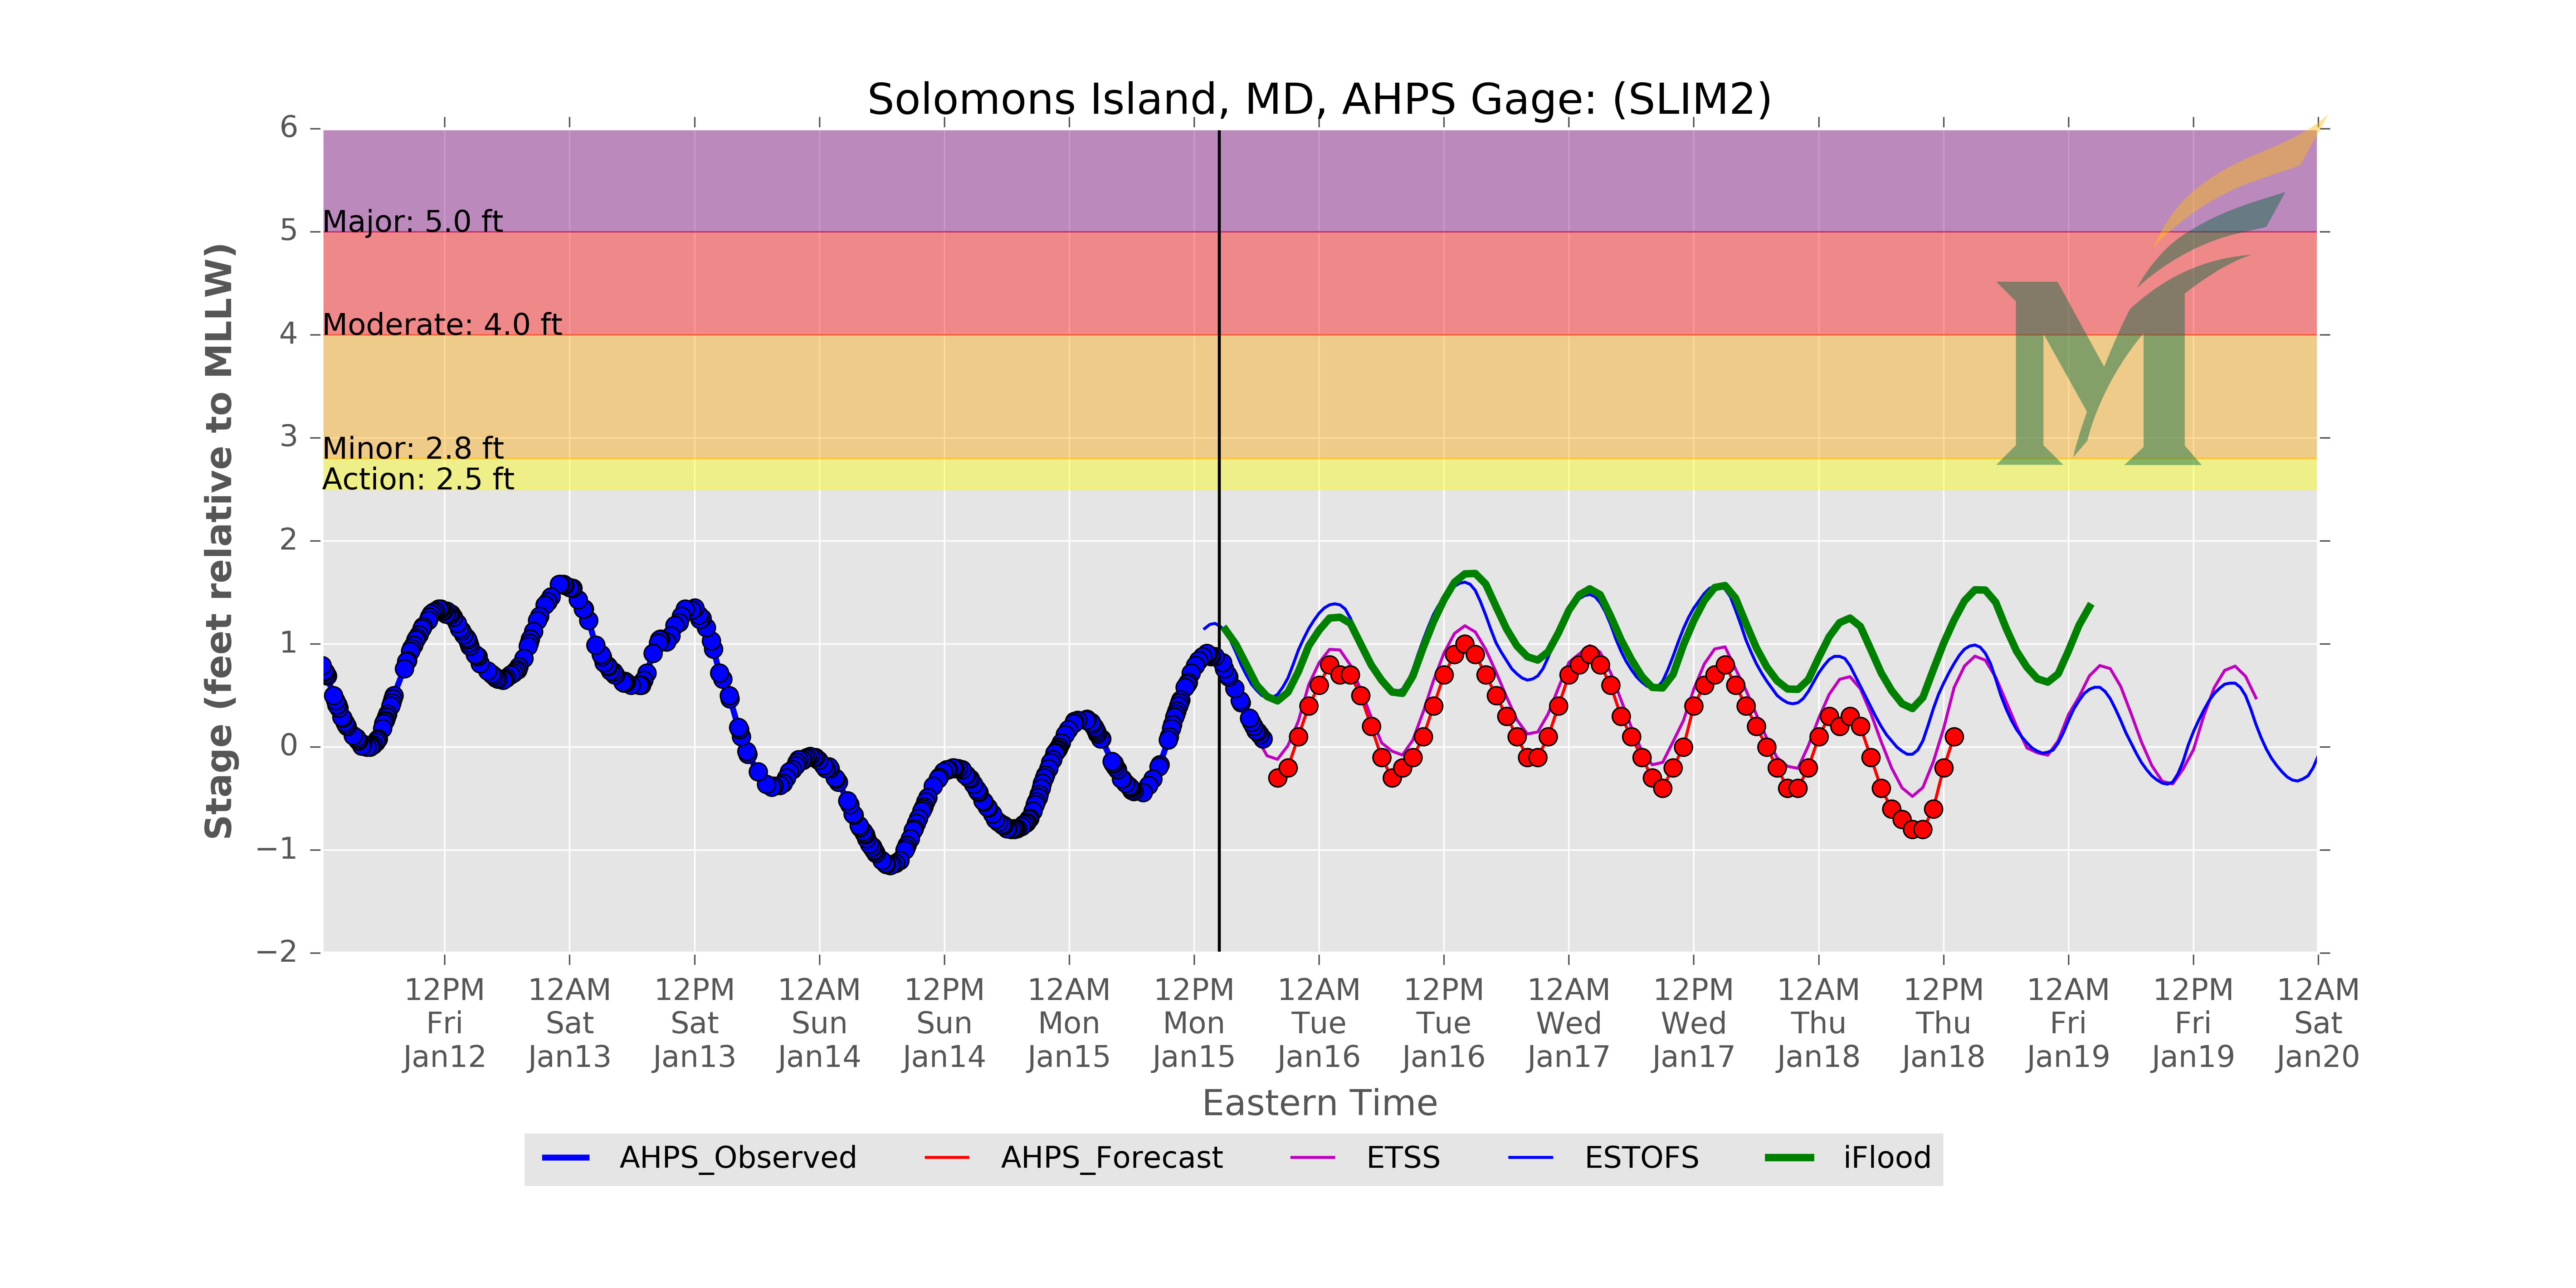 Solomons Island, MD, AHPS Gage: (SLIM2)
Stage (feet relative to MLLW)
6
5
4
3
2
1
0
−1
−2
Major: 5.0 ft
Moderate: 4.0 ft
Minor: 2.8 ft
Action: 2.5 ft
M
12PM 12AM 12PM 12AM 12PM 12AM 12PM 12AM 12PM 12AM 12PM 12AM 12PM 12AM 12PM 12AM
Fri Sat Sat Sun Sun Mon Mon Tue Tue Wed Wed Thu Thu Fri Fri Sat
Jan12 Jan13 Jan13 Jan14 Jan14 Jan15 Jan15 Jan16 Jan16 Jan17 Jan17 Jan18 Jan18 Jan19 Jan19 Jan20
Eastern Time
AHPS_Observed AHPS_Forecast ETSS ESTOFS iFlood